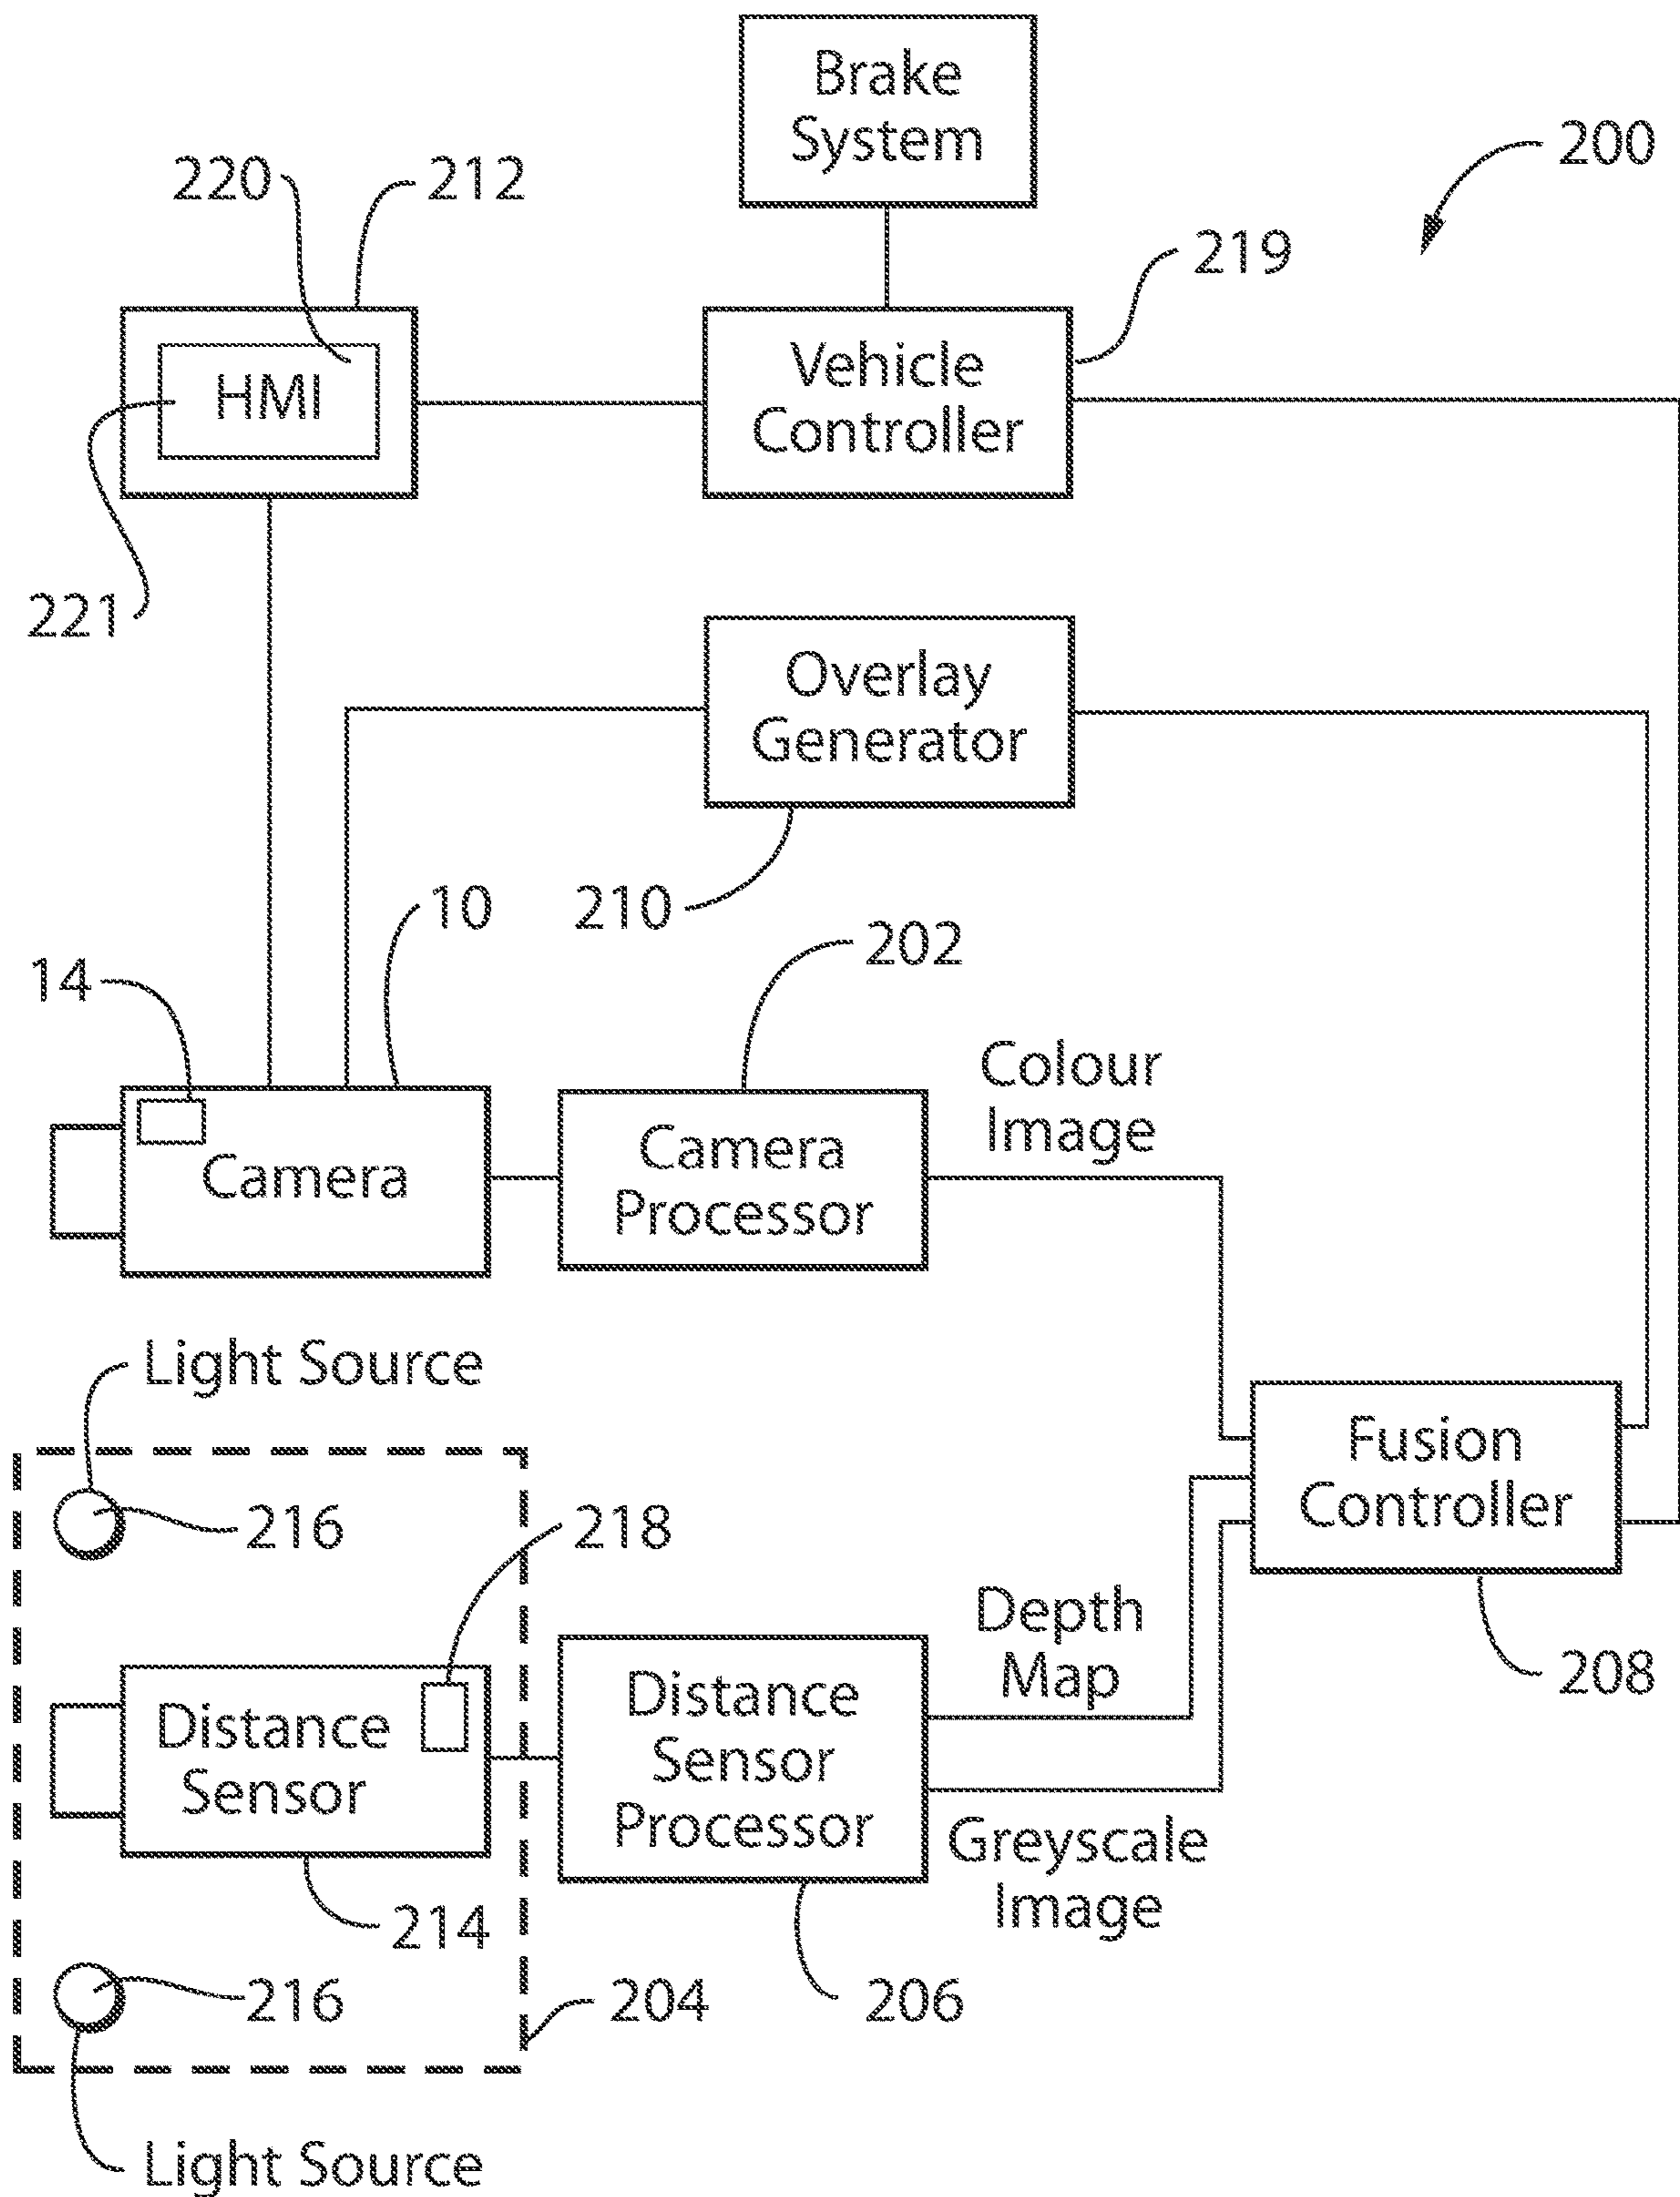 Brake
System
200
220
212
219
HMI
Vehicle
Controller
221
Overlay
Generator
10
210
202
14
Colour
Image
Camera
Camera
Processor
Light Source
Fusion
Controller
216
218
Depth
Map
208
Distance
Sensor
Distance
Sensor
Processor
Greyscale
Image
214
216
204
206
Light Source